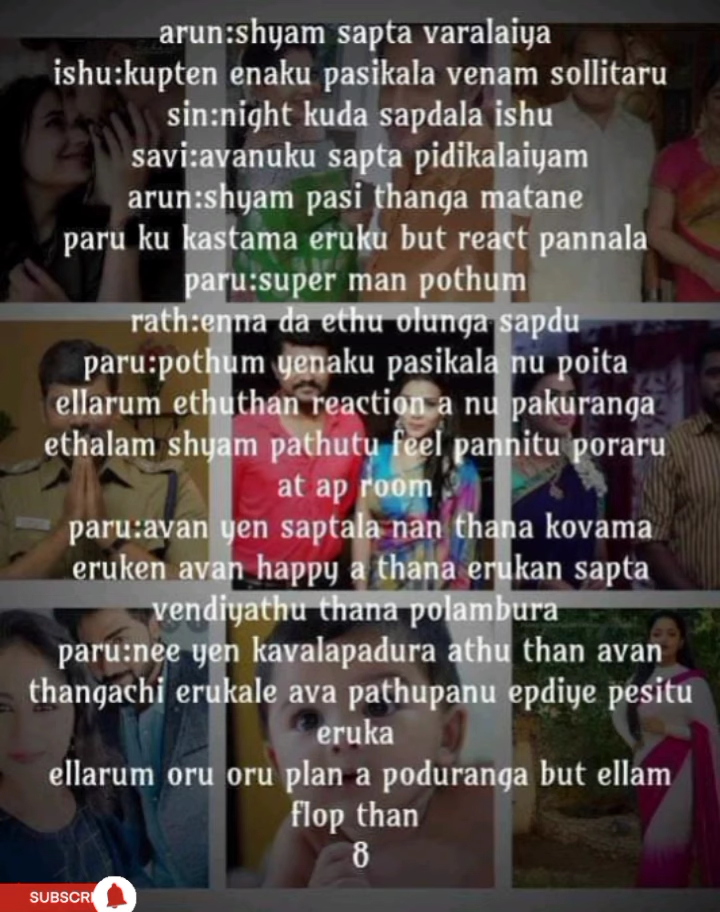 arun:shyam sapta varalaiya
ishu:kupten enaku pasikala venam sollitaru
sin:night kuda sapdala ishu
savi:avanuku sapta pidikalaiyam
arun:shyam pasi thanga matane
paru ku kastama eruku but react pannala
paru:super man pothum
rath:enna da ethu olunga sapdu
paru:pothum yenaku pasikala nu poita
ellarum ethuthan reaction a nu pakuranga
ethalam shyam pathutu feel pannitu poraru
at ap room
paru:avan yen saptala nan thana kovama
eruken avan happy a thana erukan sapta
vendiyathu thana polambura
paru:nee yen kavalapadura athu than avan
thangachi erukale ava pathupanu epdiye pesitu
eruka
ellarum oru oru plan a poduranga but ellam
flop than
8
SUBSCRI